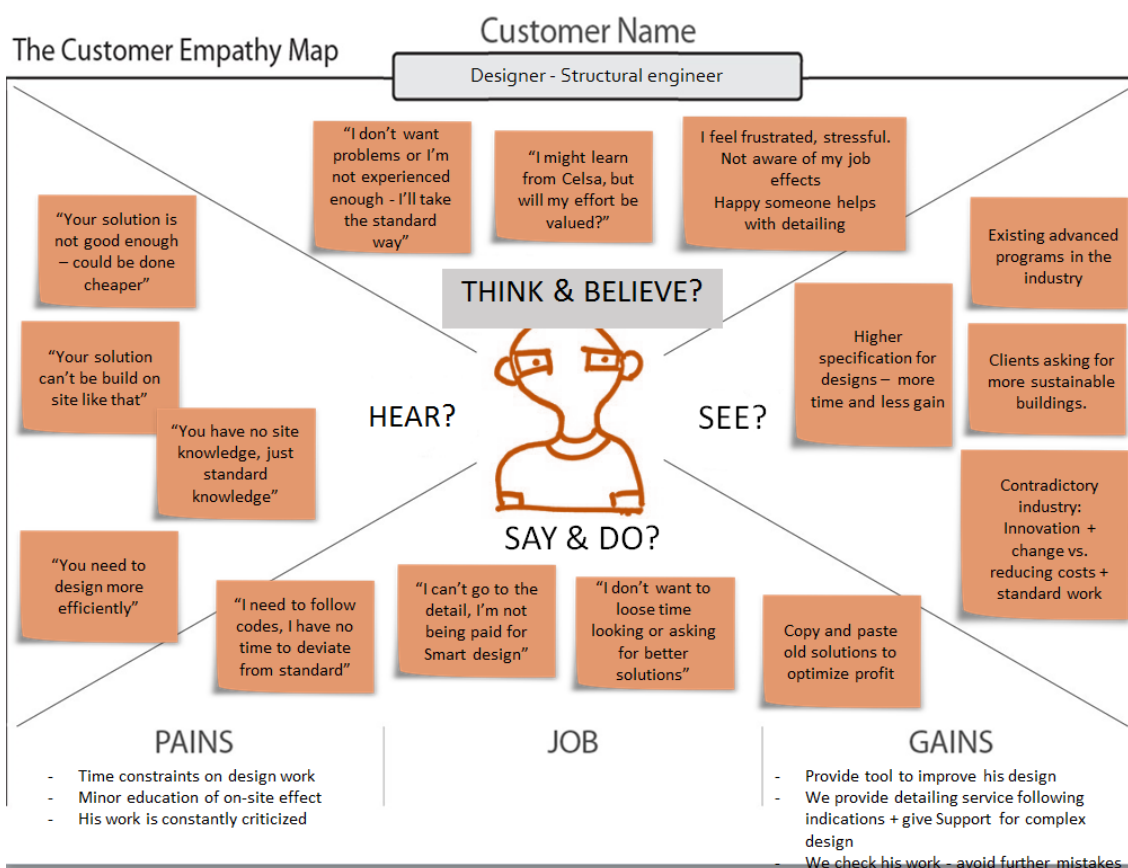 The Customer Empathy Map
Customer Name
Designer - Structural engineer
“I don’t want
problems or I’m
not experienced
enough - I’ll take
the standard
way”
“I might learn
from Celsa, but
will my effort be
valued?”
I feel frustrated, stressful.
Not aware of my job
effects
Happy someone helps
with detailing
THINK & BELIEVE?
“Your solution is
not good enough
– could be done
cheaper”
“Your solution
can’t be build on
site like that”
“You have no site
knowledge, just
standard
knowledge”
“You need to
design more
efficiently”
HEAR?
SEE?
Existing advanced
programs in the
industry
Higher
specification for
designs – more
time and less gain
Clients asking for
more sustainable
buildings.
Contradictory
industry:
Innovation +
change vs.
reducing costs +
standard work
SAY & DO?
“I need to follow
codes, I have no
time to deviate
from standard”
“I can’t go to the
detail, I’m not
being paid for
Smart design”
“I don’t want to
loose time
looking or asking
for better
solutions”
Copy and paste
old solutions to
optimize profit
PAINS
- Time constraints on design work
- Minor education of on-site effect
- His work is constantly criticized
JOB
GAINS
- Provide tool to improve his design
- We provide detailing service following
indications + give Support for complex
design
- We check his work - avoid further mistakes